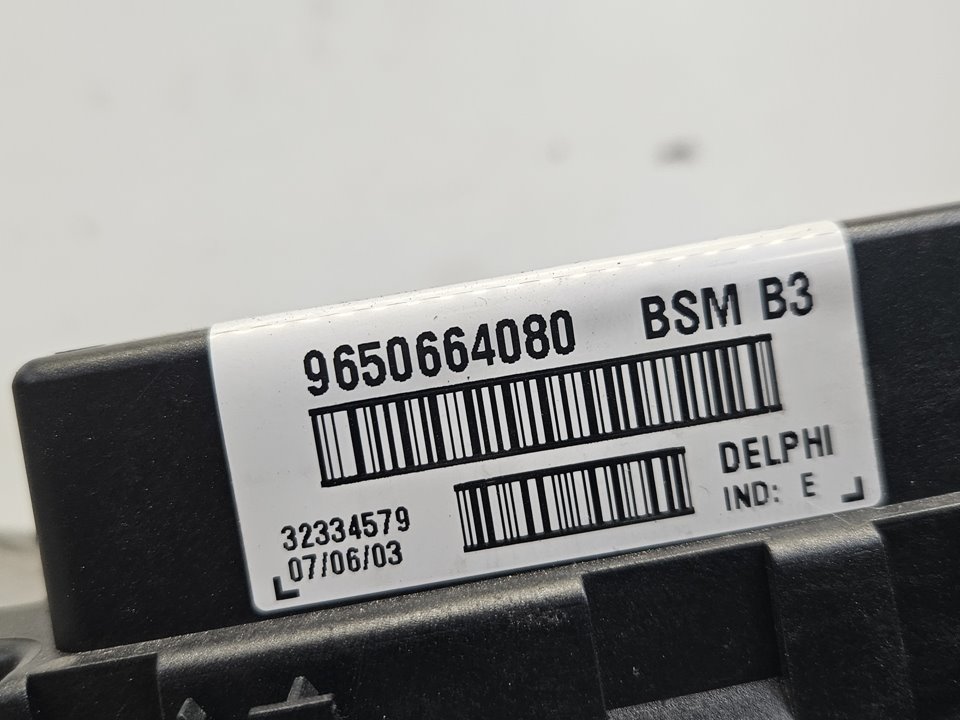 9650664080 BSM B3
DELPHI
32334579
IND: E
07/06/03